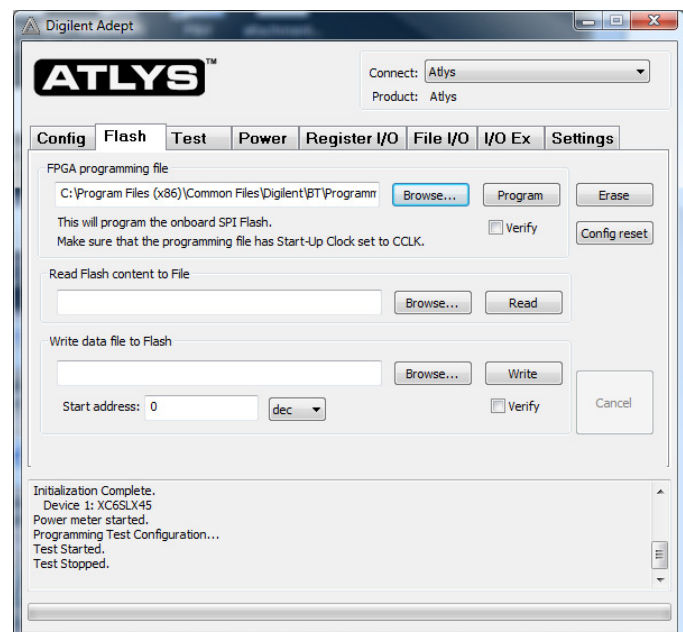 Digilent Adept
ATLYS™
Connect: Atlys
Product: Atlys
Config Flash Test Power Register I/O File I/O I/O Ex Settings
FPGA programming file
C:\Program Files (x86)\Common Files\Digilent\BT\Programm Browse... Program Erase
This will program the onboard SPI Flash.
Verify
Make sure that the programming file has Start-Up Clock set to CCLK.
Config reset
Read Flash content to File
Browse... Read
Write data file to Flash
Browse... Write
Start address: 0 dec Verify Cancel
Initialization Complete.
Device 1: XC6SLX45
Power meter started.
Programming Test Configuration...
Test Started.
Test Stopped.